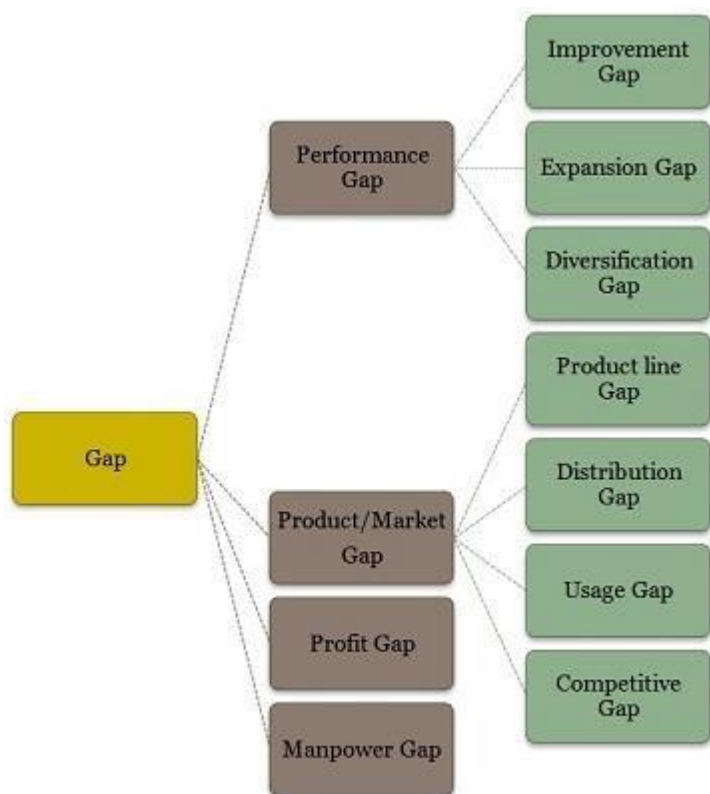 Gap
Performance
Gap
Improvement
Gap
Expansion Gap
Diversification
Gap
Product/Market
Gap
Product line
Gap
Distribution
Gap
Usage Gap
Competitive
Gap
Profit Gap
Manpower Gap